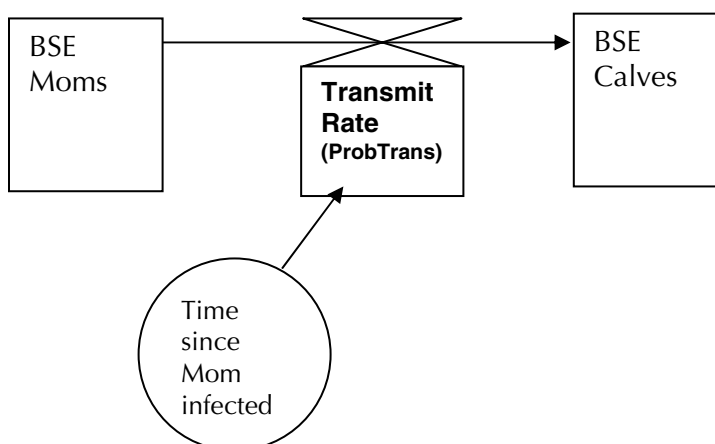 BSE
Moms
Transmit
Rate
(ProbTrans)
BSE
Calves
Time
since
Mom
infected